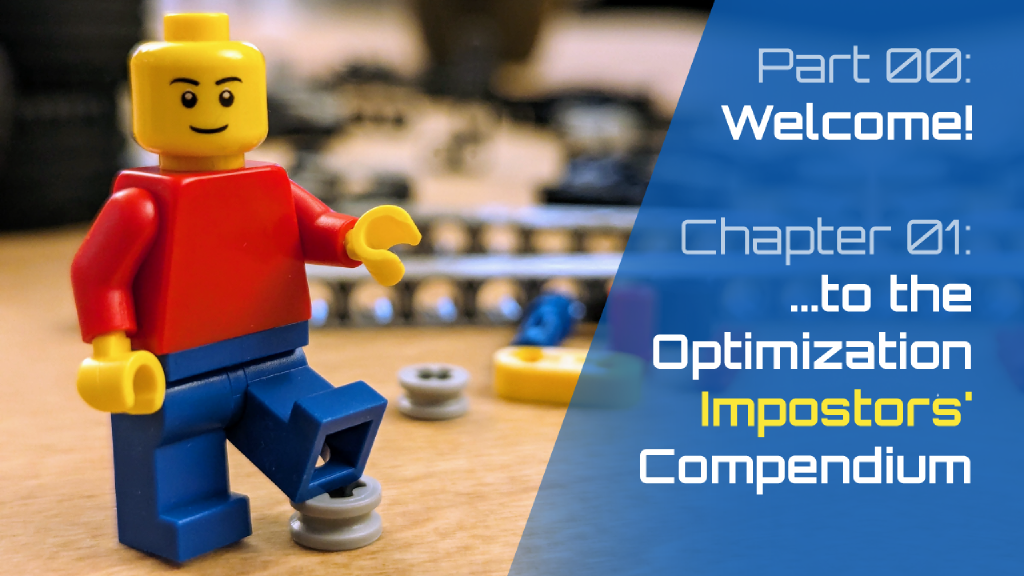 Part 00:
Welcome!
Chapter 01:
...to the
Optimization
Impostors'
Compendium